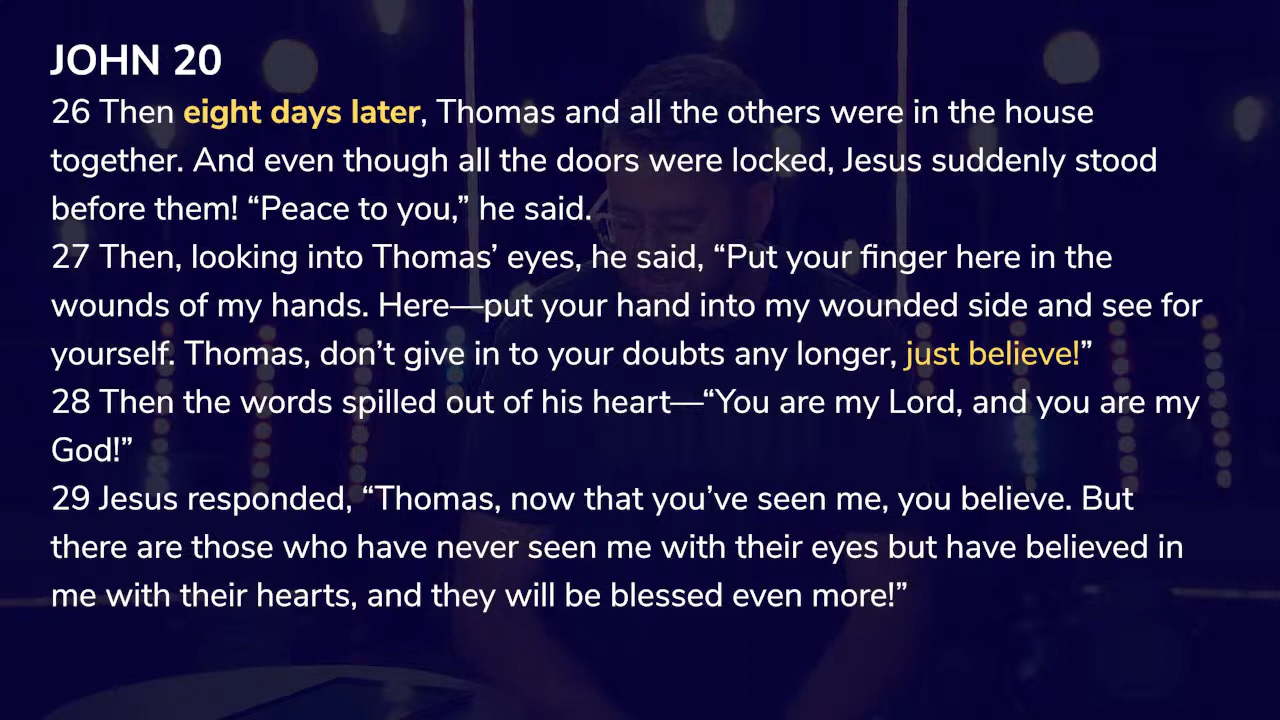 JOHN 20
26 Then eight days later, Thomas and all the others were in the house
together. And even though all the doors were locked, Jesus suddenly stood
before them! “Peace to you,” he said.
27 Then, looking into Thomas’ eyes, he said, “Put your finger here in the
wounds of my hands. Here—put your hand into my wounded side and see for
yourself. Thomas, don’t give in to your doubts any longer, just believe!”
28 Then the words spilled out of his heart—“You are my Lord, and you are my
God!”
29 Jesus responded, “Thomas, now that you’ve seen me, you believe. But
there are those who have never seen me with their eyes but have believed in
me with their hearts, and they will be blessed even more!”